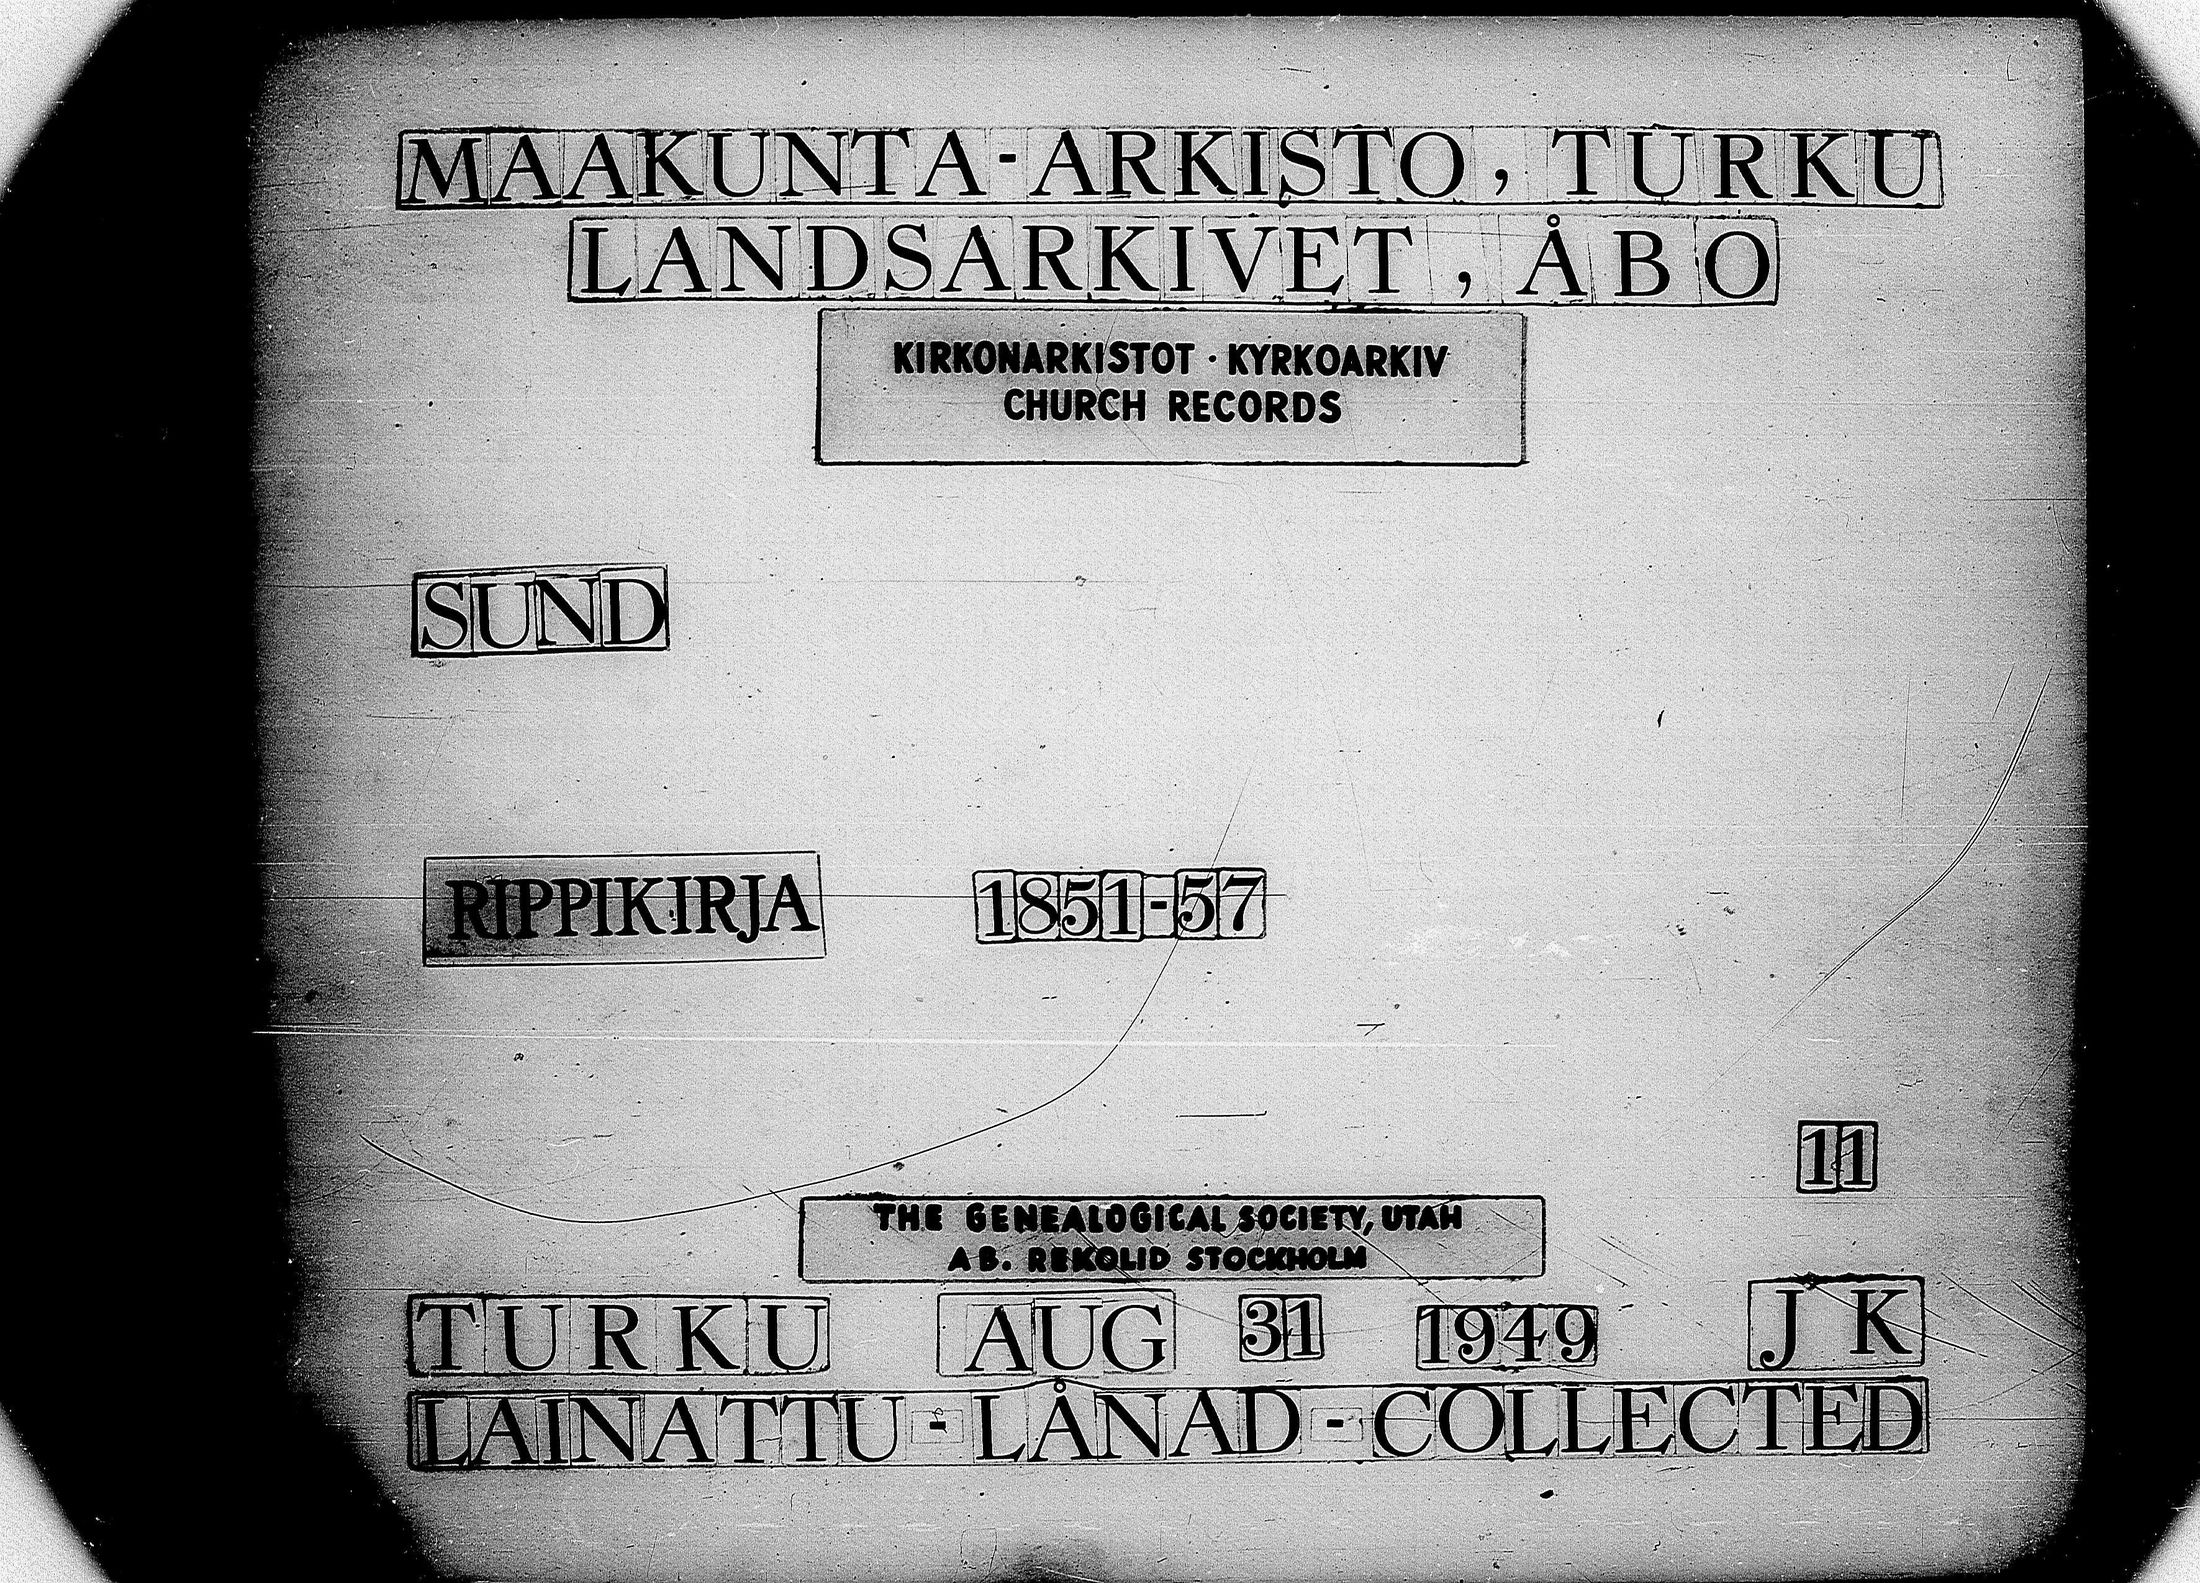 MAAKUNTA-ARKISTO, TURKU
LANDSARKIVET, ÅBO
KIRKONARKISTOT · KYRKOARKIV
CHURCH RECORDS
SUND
RIPPIKIRJA 1851-57
11
THE GENEALOGICAL SOCIETY, UTAH
AB. REKOLID STOCKHOLM
TURKU AUG 31 1949 J K
LAINATTU - LÅNAD - COLLECTED